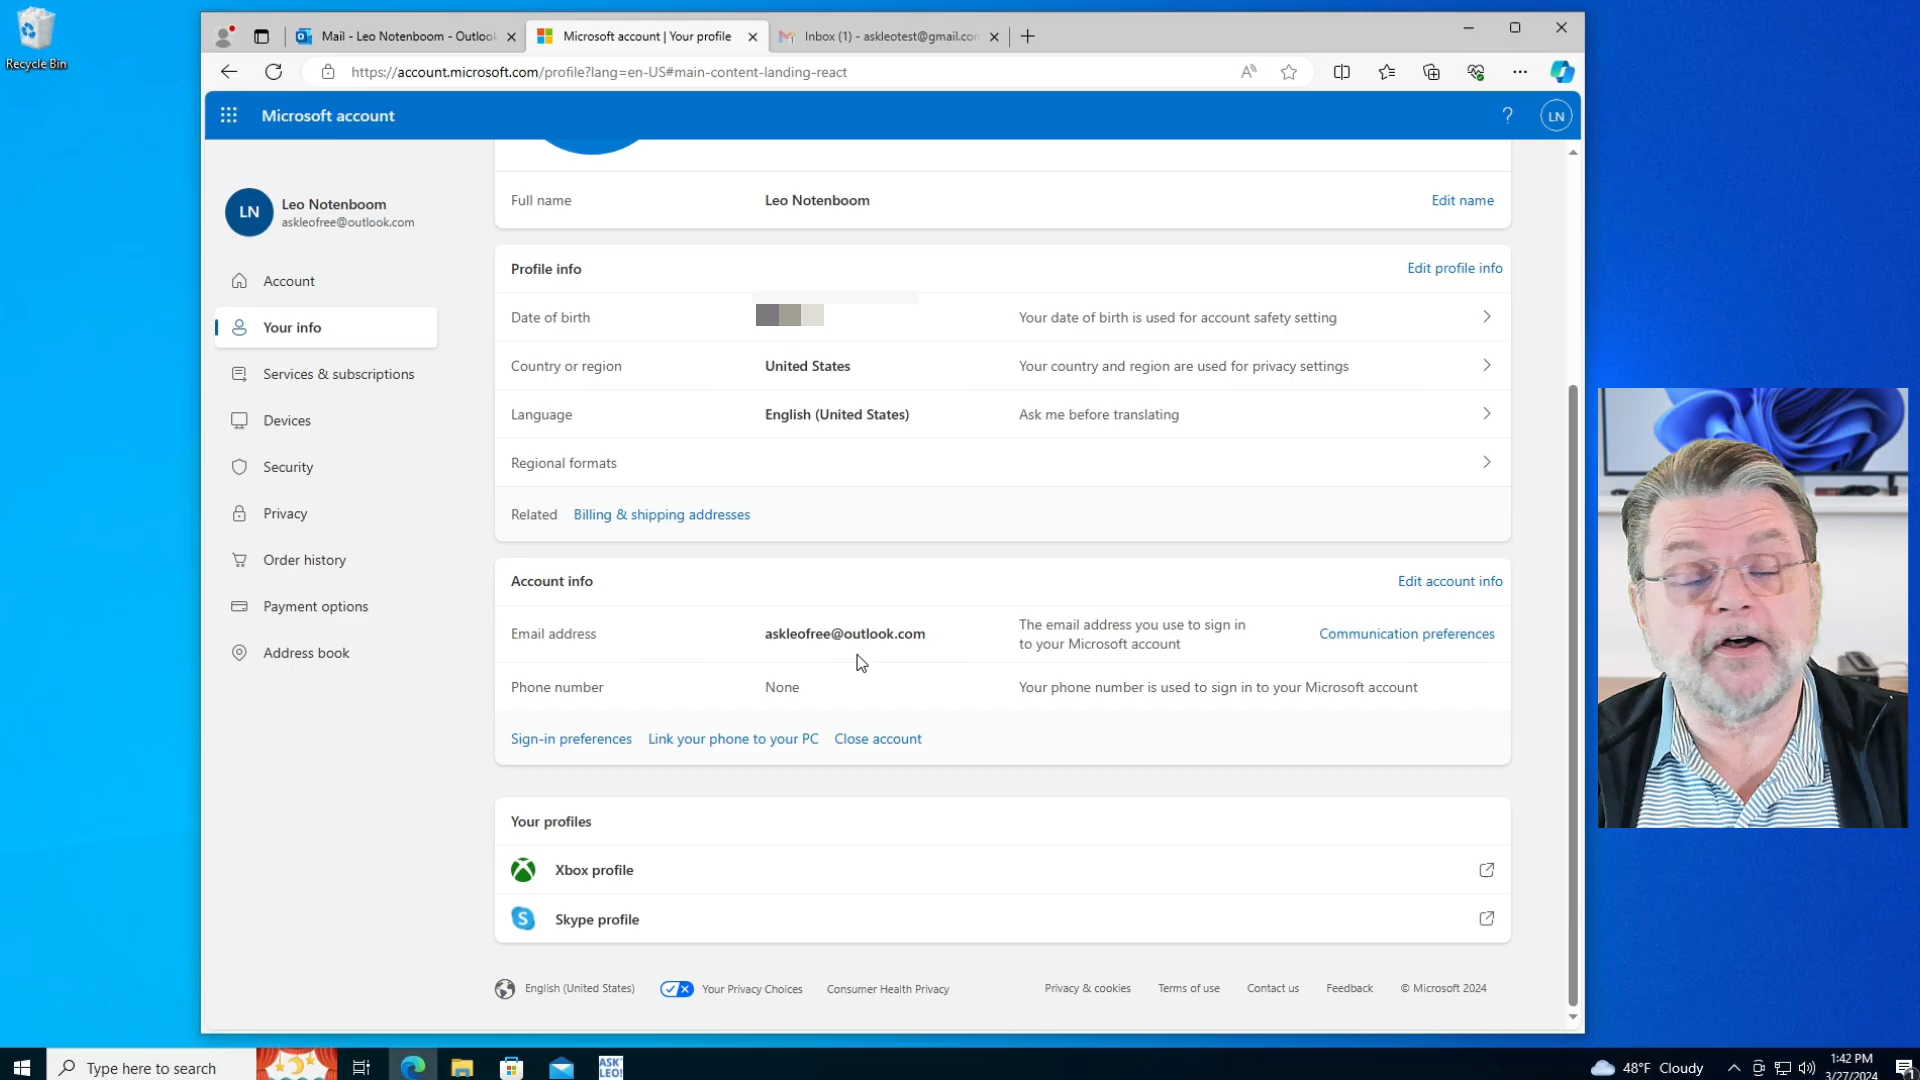 Recycle Bin
Mail - Leo Notenboom - Outloo
Microsoft account | Your profile
Inbox (1) - askleotest@gmail.com
https://account.microsoft.com/profile?lang=en-US#main-content-landing-react
Microsoft account
?
LN
LN
Leo Notenboom
askleofree@outlook.com
Account
Your info
Services & subscriptions
Devices
Security
Privacy
Order history
Payment options
Address book
Full name
Leo Notenboom
Edit name
Profile info
Edit profile info
Date of birth
Your date of birth is used for account safety setting
Country or region
United States
Your country and region are used for privacy settings
Language
English (United States)
Ask me before translating
Regional formats
Related
Billing & shipping addresses
Account info
Edit account info
Email address
askleofree@outlook.com
The email address you use to sign in
to your Microsoft account
Communication preferences
Phone number
None
Your phone number is used to sign in to your Microsoft account
Sign-in preferences
Link your phone to your PC
Close account
Your profiles
Xbox profile
Skype profile
English (United States)
Your Privacy Choices
Consumer Health Privacy
Privacy & cookies
Terms of use
Contact us
Feedback
© Microsoft 2024
Type here to search
ASK
LEO!
48°F Cloudy
1:42 PM
3/27/2024